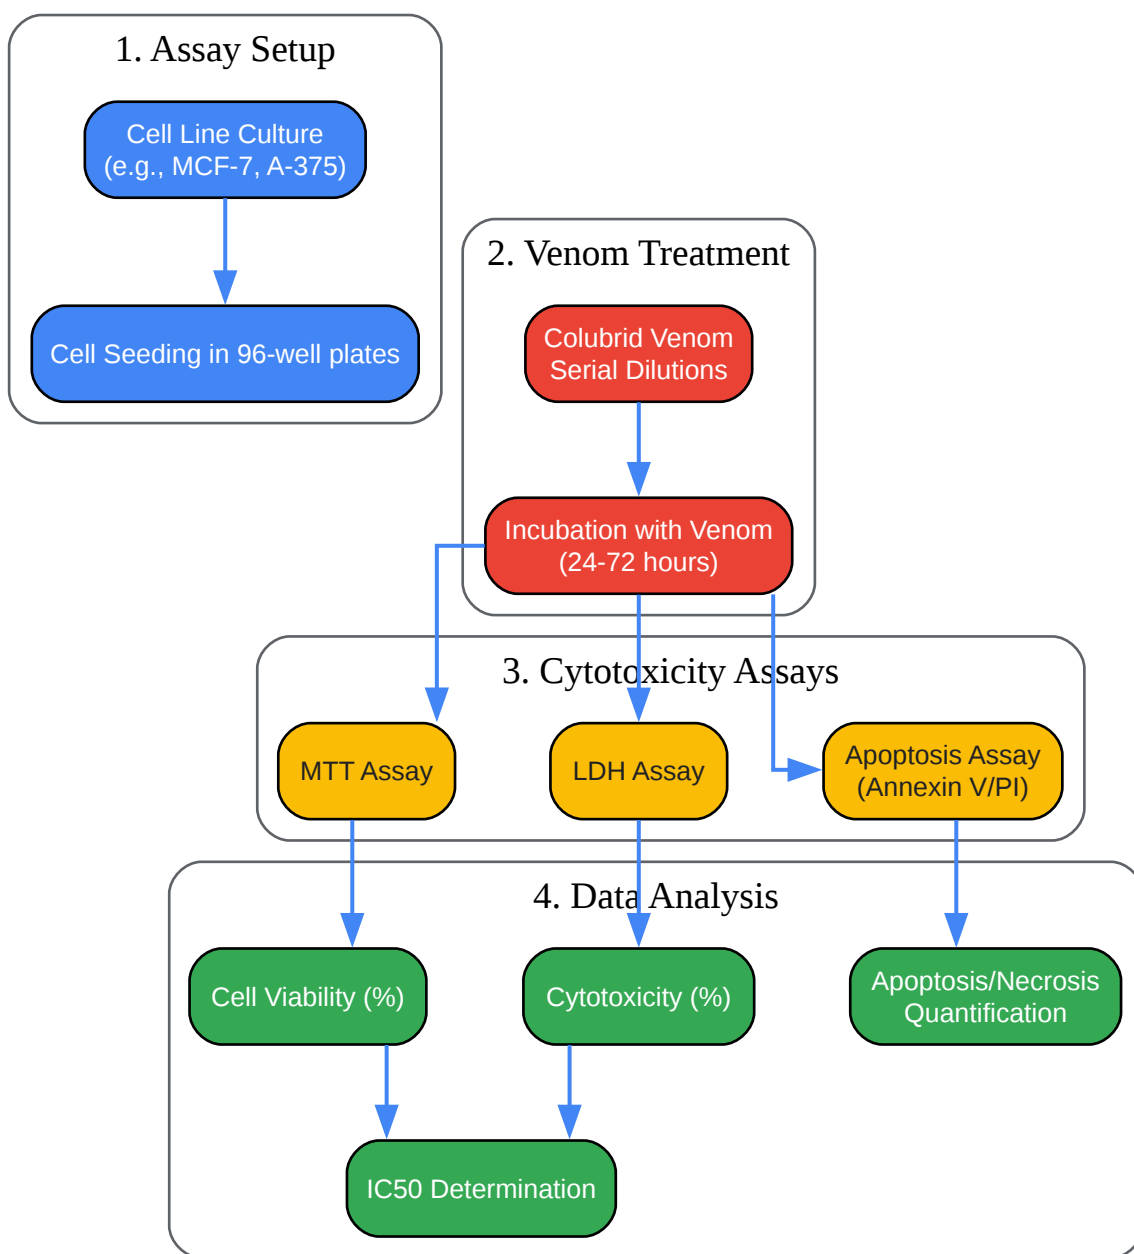 1. Assay Setup
Cell Line Culture
(e.g., MCF-7, A-375)
Cell Seeding in 96-well plates
2. Venom Treatment
Colubrid Venom
Serial Dilutions
Incubation with Venom
(24-72 hours)
3. Cytotoxicity Assays
MTT Assay
LDH Assay
Apoptosis Assay
(Annexin V/PI)
4. Data Analysis
Cell Viability (%)
Cytotoxicity (%)
Apoptosis/Necrosis
Quantification
IC50 Determination